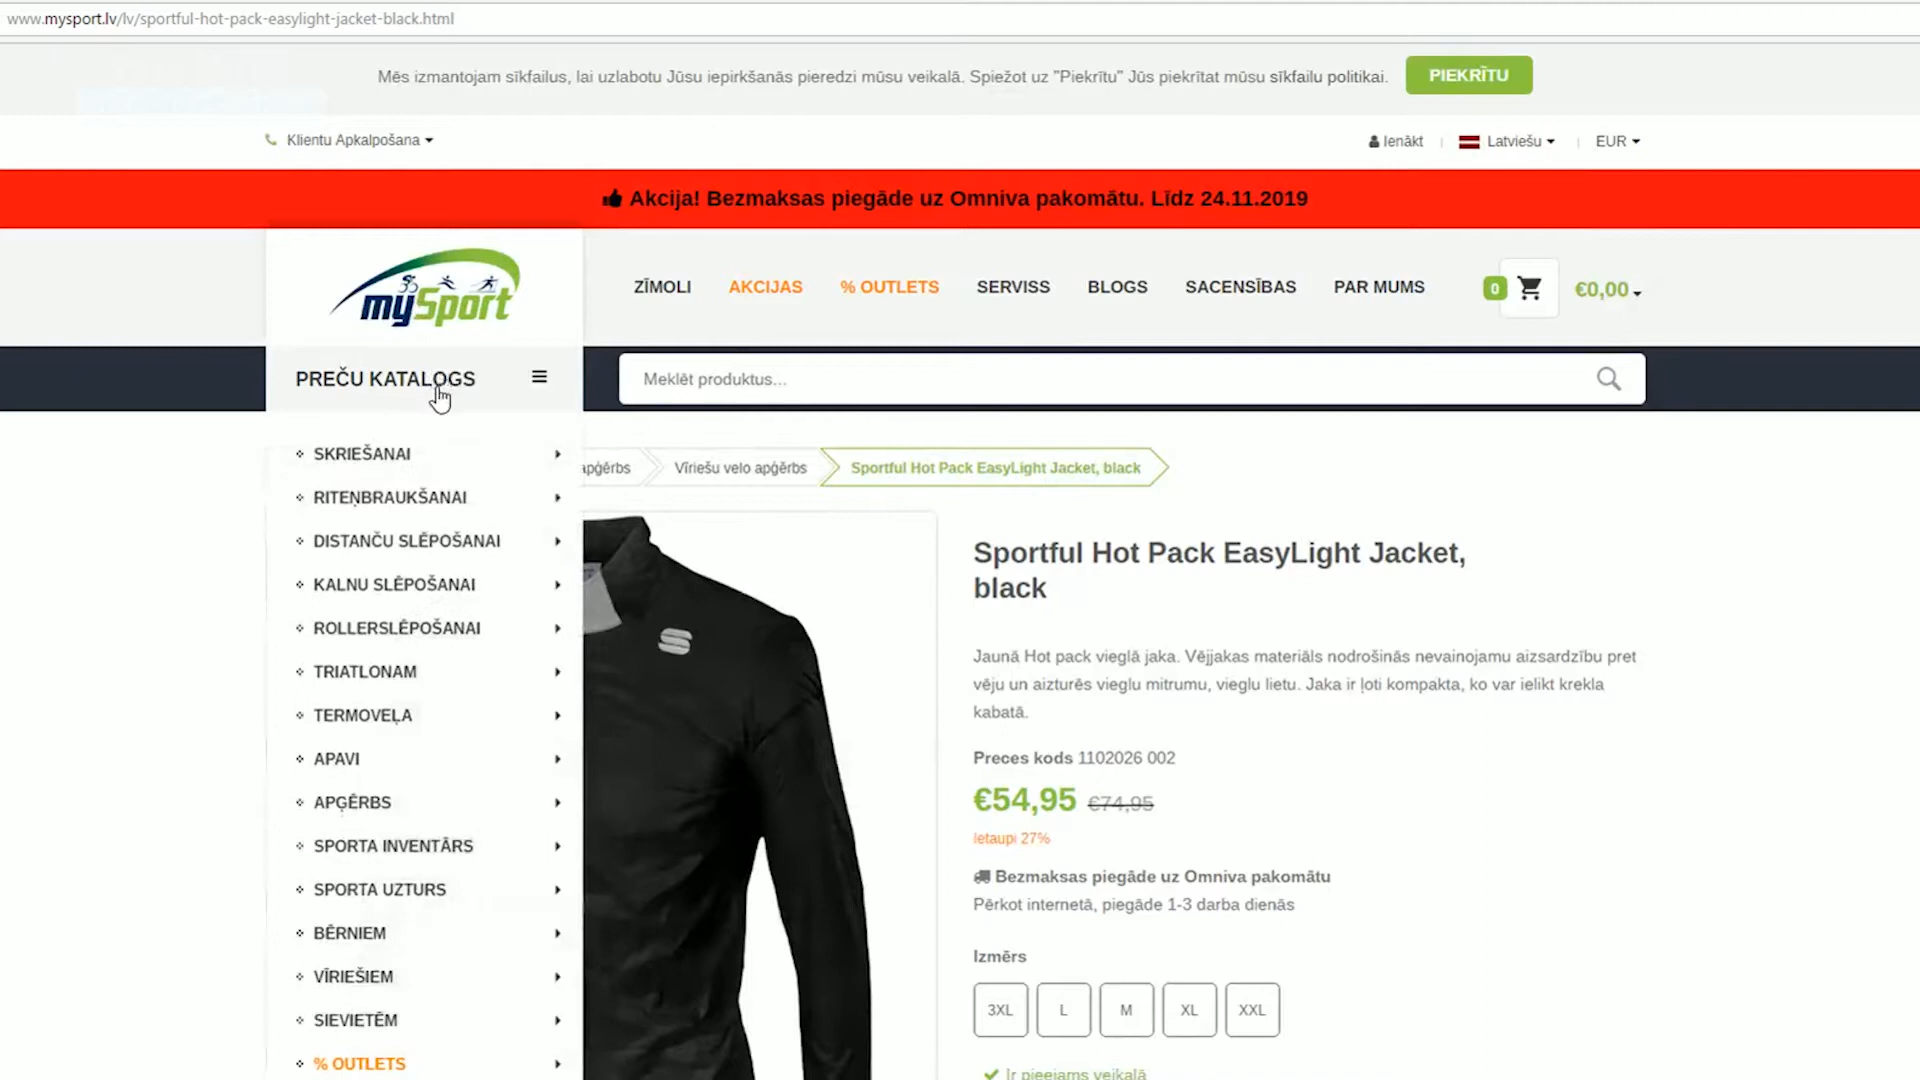 www.mysport.lv/lv/sportful-hot-pack-easylight-jacket-black.html
Mēs izmantojam sīkfailus, lai uzlabotu Jūsu iepirkšanās pieredzi mūsu veikalā. Spiežot uz "Piekrītu" Jūs piekrītat mūsu sīkfailu politikai.
PIEKRĪTU
Klientu Apkalpošana
Ienākt
Latviešu
EUR
Akcija! Bezmaksas piegāde uz Omniva pakomātu. Līdz 24.11.2019
mySport
ZĪMOLI
AKCIJAS
% OUTLETS
SERVISS
BLOGS
SACENSĪBAS
PAR MUMS
0
€0,00
PREČU KATALOGS
Meklēt produktus...
SKRIEŠANAI
RITEŅBRAUKŠANAI
DISTANČU SLĒPOŠANAI
KALNU SLĒPOŠANAI
ROLLERSLĒPOŠANAI
TRIATLONAM
TERMOVEĻA
APAVI
APĢĒRBS
SPORTA INVENTĀRS
SPORTA UZTURS
BĒRNIEM
VĪRIEŠIEM
SIEVIETĒM
% OUTLETS
apģērbs
Vīriešu velo apģērbs
Sportful Hot Pack EasyLight Jacket, black
Sportful Hot Pack EasyLight Jacket,
black
Jaunā Hot pack vieglā jaka. Vējjakas materiāls nodrošinās nevainojamu aizsardzību pret
vēju un aizturēs vieglu mitrumu, vieglu lietu. Jaka ir ļoti kompakta, ko var ielikt krekla
kabatā.
Preces kods 1102026 002
€54,95 €74,95
Ietaupi 27%
Bezmaksas piegāde uz Omniva pakomātu
Pērkot internetā, piegāde 1-3 darba dienās
Izmērs
3XL
L
M
XL
XXL
Ir pieejams veikalā